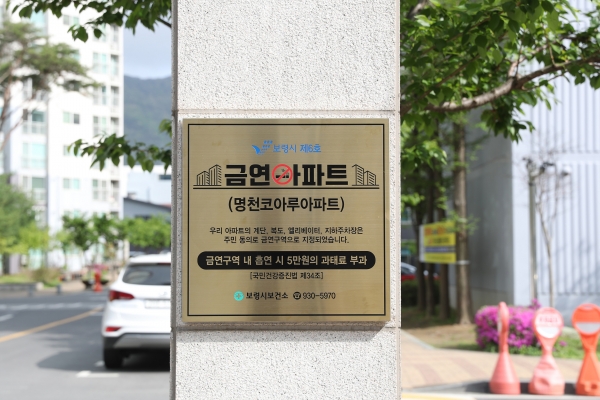 보령시 제6호
금연아파트
(명천코아루아파트)
우리 아파트의 계단, 복도, 엘리베이터, 지하주차장은
주민 동의로 금연구역으로 지정되었습니다.
금연구역 내 흡연 시 5만원의 과태료 부과
[국민건강증진법 제34조]
보령시보건소 ☎ 930-5970